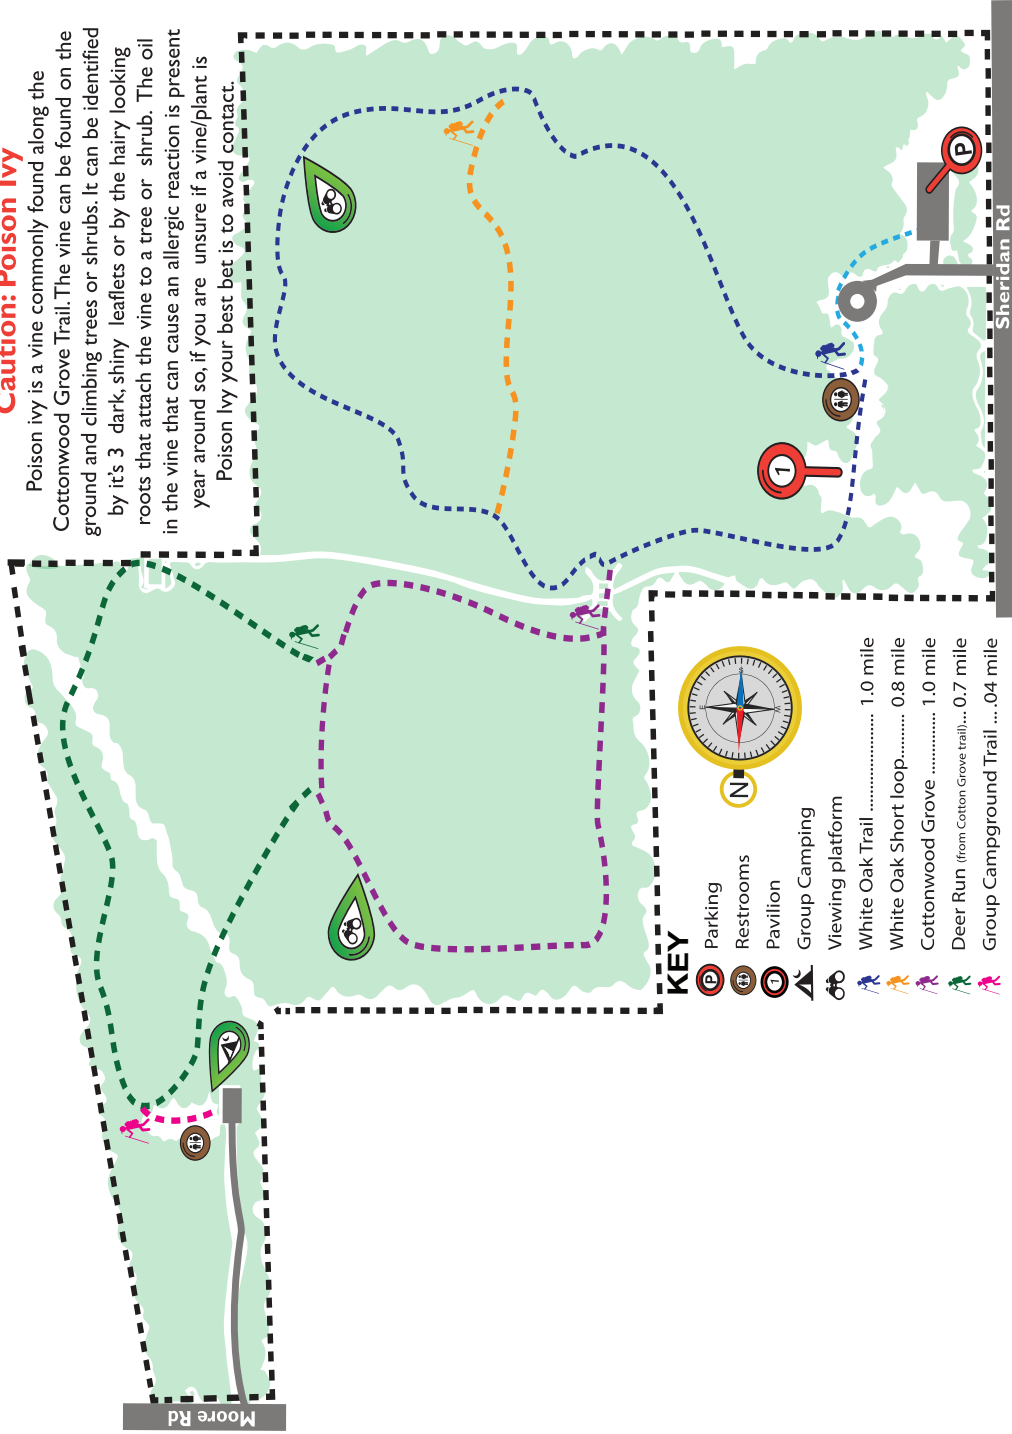 Caution: Poison Ivy
Poison ivy is a vine commonly found along the
Cottonwood Grove Trail. The vine can be found on the
ground and climbing trees or shrubs. It can be identified
by it's 3 dark, shiny leaflets or by the hairy looking
roots that attach the vine to a tree or shrub. The oil
in the vine that can cause an allergic reaction is present
year around so, if you are unsure if a vine/plant is
Poison Ivy your best bet is to avoid contact.
P
Sheridan Rd
1
Moore Rd
N
S
E
W
KEY
P Parking
Restrooms
1 Pavilion
Group Camping
Viewing platform
White Oak Trail ..................... 1.0 mile
White Oak Short loop.......... 0.8 mile
Cottonwood Grove .............. 1.0 mile
Deer Run (from Cotton Grove trail)... 0.7 mile
Group Campground Trail ....04 mile